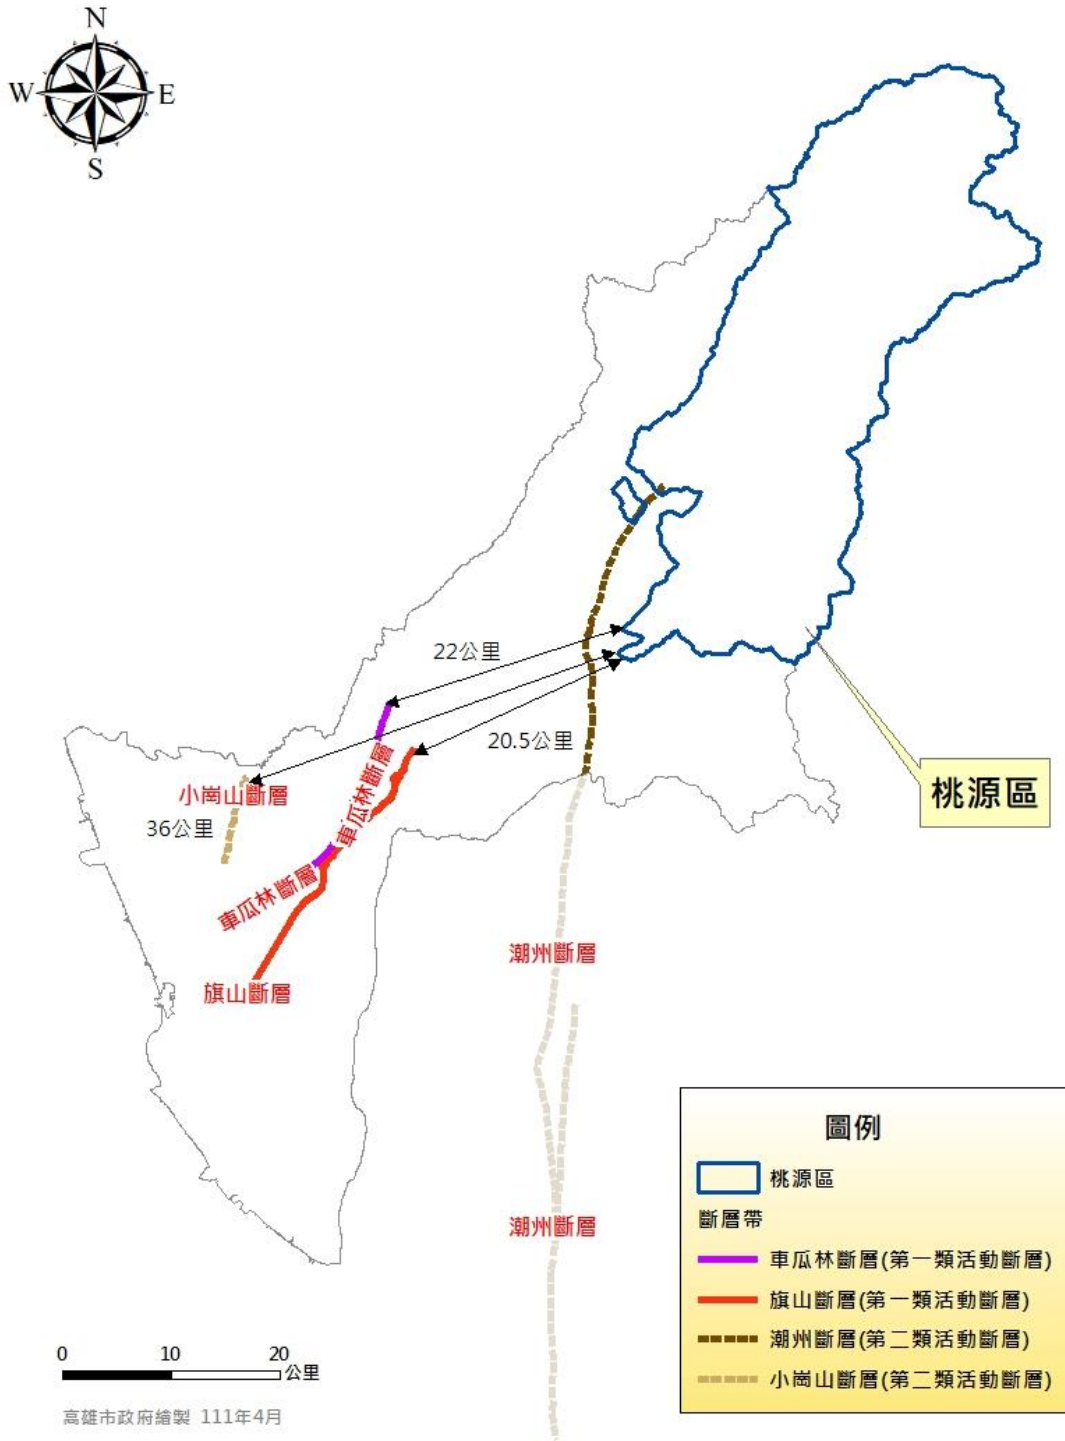 N
W
E
S
22公里
20.5公里
車瓜林斷層
小崗山斷層
36公里
桃源區
車瓜林斷層
旗山斷層
潮州斷層
潮州斷層
圖例
桃源區
斷層帶
車瓜林斷層(第一類活動斷層)
旗山斷層(第一類活動斷層)
潮州斷層(第二類活動斷層)
小崗山斷層(第二類活動斷層)
0 10 20
公里
高雄市政府繪製 111年4月